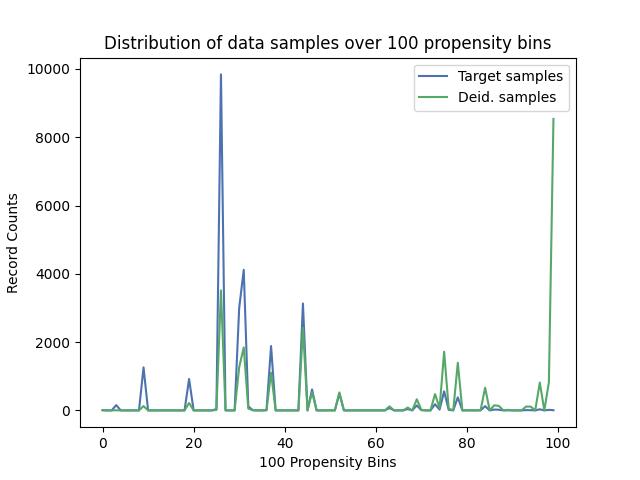 Distribution of data samples over 100 propensity bins
Target samples
Deid. samples
10000
8000
6000
4000
2000
0
Record Counts
0 20 40 60 80 100
100 Propensity Bins